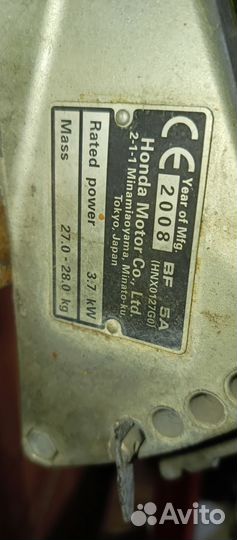 CE Year of Mfg. BF 5A
2008 (HNX0127G0)
Honda Motor Co., Ltd.
2-1-1 Minamiaoyama, Minato-ku,
Tokyo, Japan
Rated power 3.7 kW
Mass 27.0 - 28.0 kg
Avito